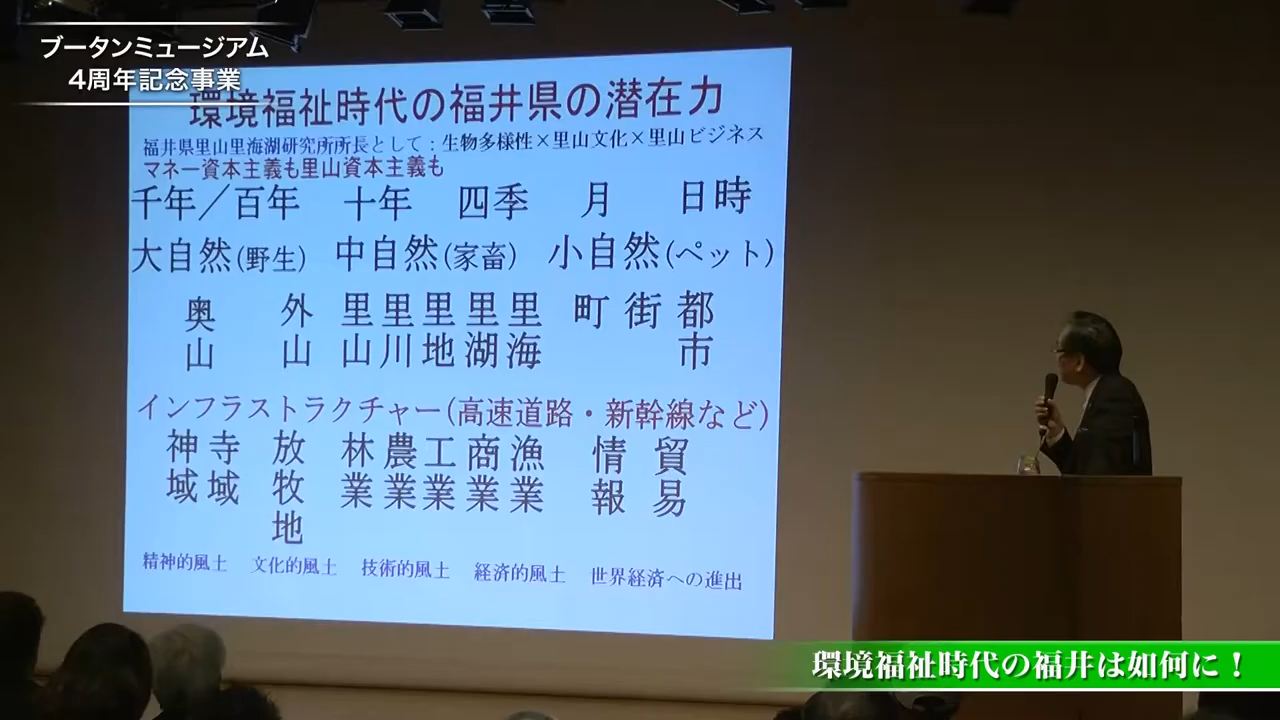 ブータンミュージアム
4周年記念事業
環境福祉時代の福井県の潜在力
福井県里山里海湖研究所所長として：生物多様性×里山文化×里山ビジネス
マネー資本主義も里山資本主義も
千年／百年 十年 四季 月 日時
大自然(野生) 中自然(家畜) 小自然(ペット)
奥山 外山 里山 里川 里地 里湖 里海 町 街 都市
インフラストラクチャー(高速道路・新幹線など)
神域 寺域 放牧地 林業 農業 工業 商業 漁業 情報 貿易
精神的風土 文化的風土 技術的風土 経済的風土 世界経済への進出
環境福祉時代の福井は如何に！